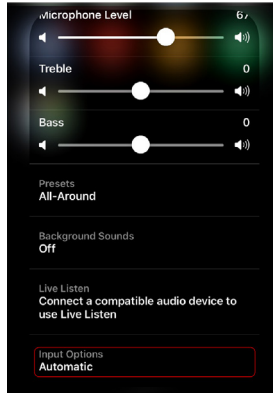 Microphone Level 67
Treble 0
Bass 0
Presets
All-Around
Background Sounds
Off
Live Listen
Connect a compatible audio device to
use Live Listen
Input Options
Automatic